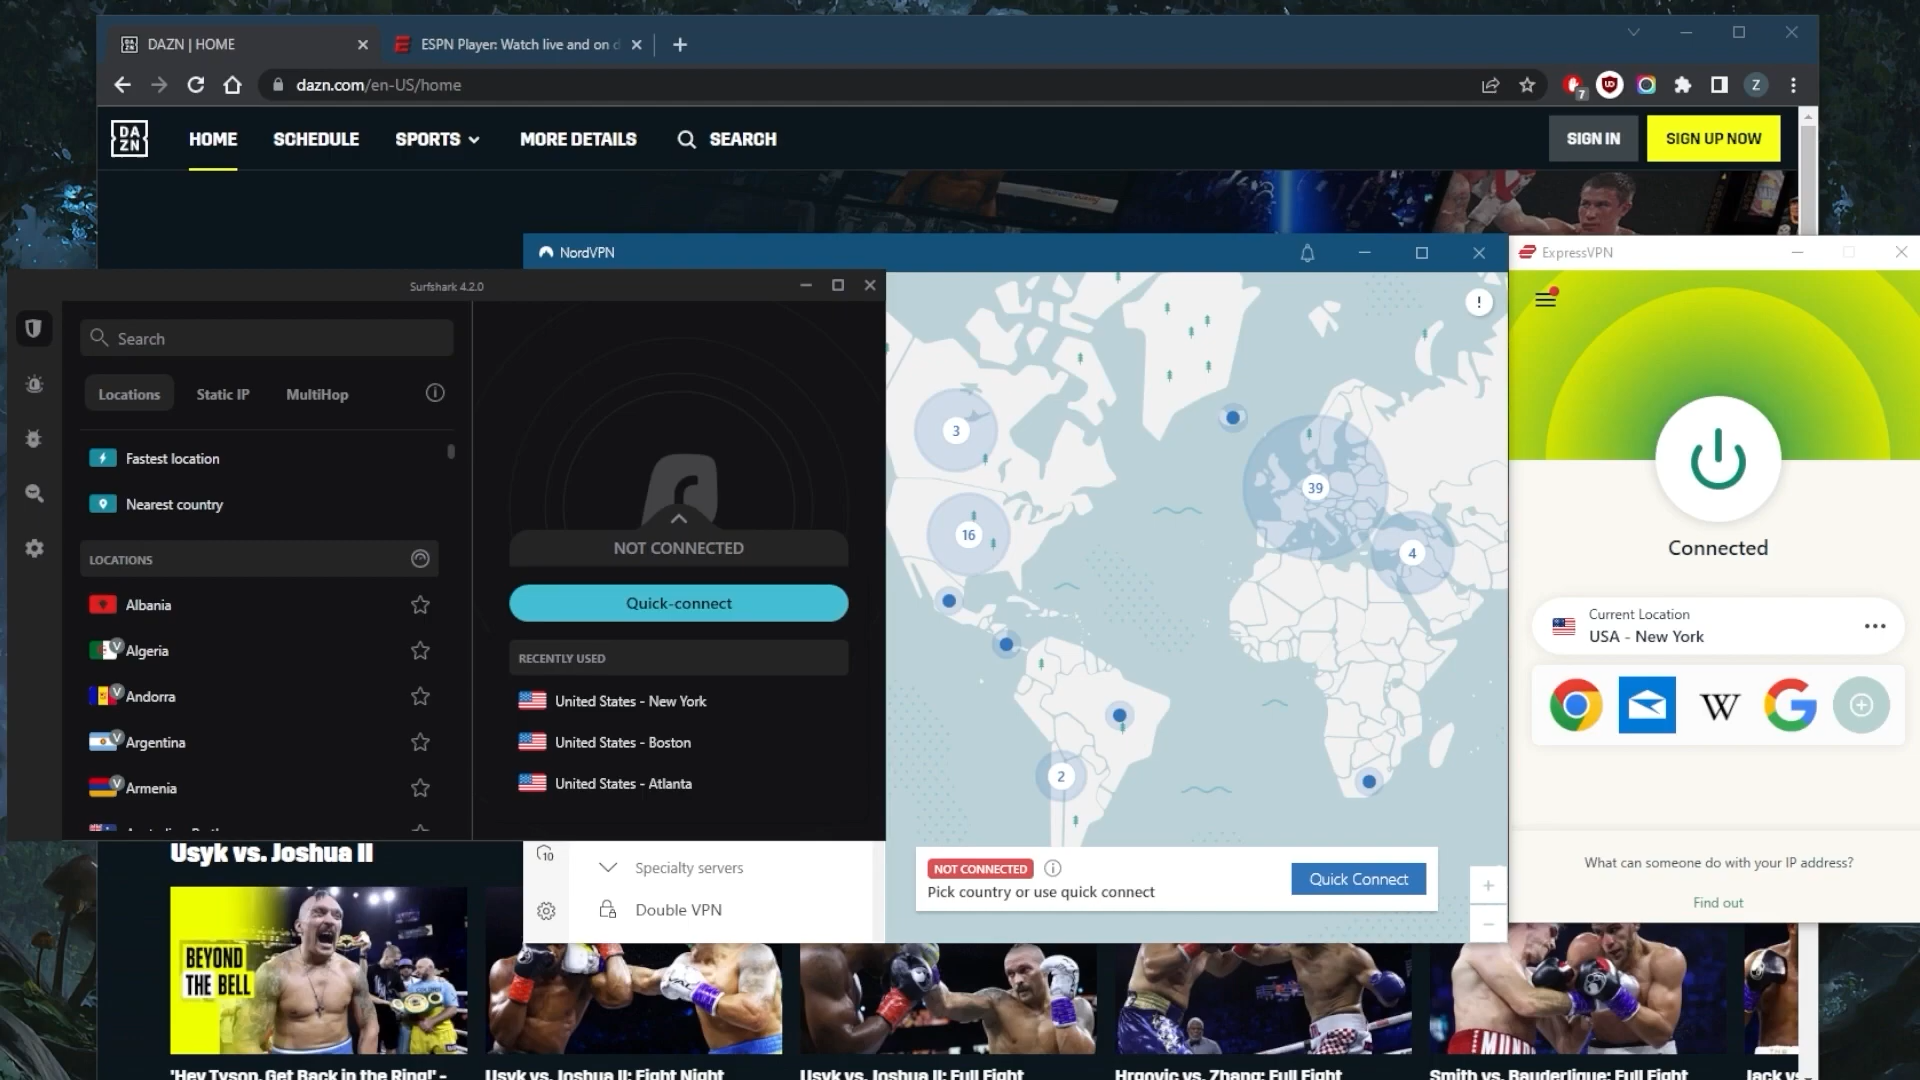 DAZN | HOME
ESPN Player: Watch live and on
dazn.com/en-US/home
7
Z
DA
ZN
HOME
SCHEDULE
SPORTS
MORE DETAILS
SEARCH
SIGN IN
SIGN UP NOW
NordVPN
ExpressVPN
Surfshark 4.2.0
Search
Locations
Static IP
MultiHop
Fastest location
Nearest country
LOCATIONS
Albania
V
Algeria
V
Andorra
V
Argentina
V
Armenia
NOT CONNECTED
Quick-connect
RECENTLY USED
United States - New York
United States - Boston
United States - Atlanta
3
16
39
4
2
!
NOT CONNECTED
Pick country or use quick connect
Quick Connect
+
−
10
Specialty servers
Double VPN
Connected
Current Location
USA - New York
W
G
What can someone do with your IP address?
Find out
Usyk vs. Joshua II
BEYOND
THE BELL
'Hey Tyson, Get Back in the Ring!' -
Usyk vs. Joshua II: Fight Night
Usyk vs. Joshua II: Full Fight
Hrgovic vs. Zhang: Full Fight
Smith vs. Bauderlique: Full Fight
Jack vs